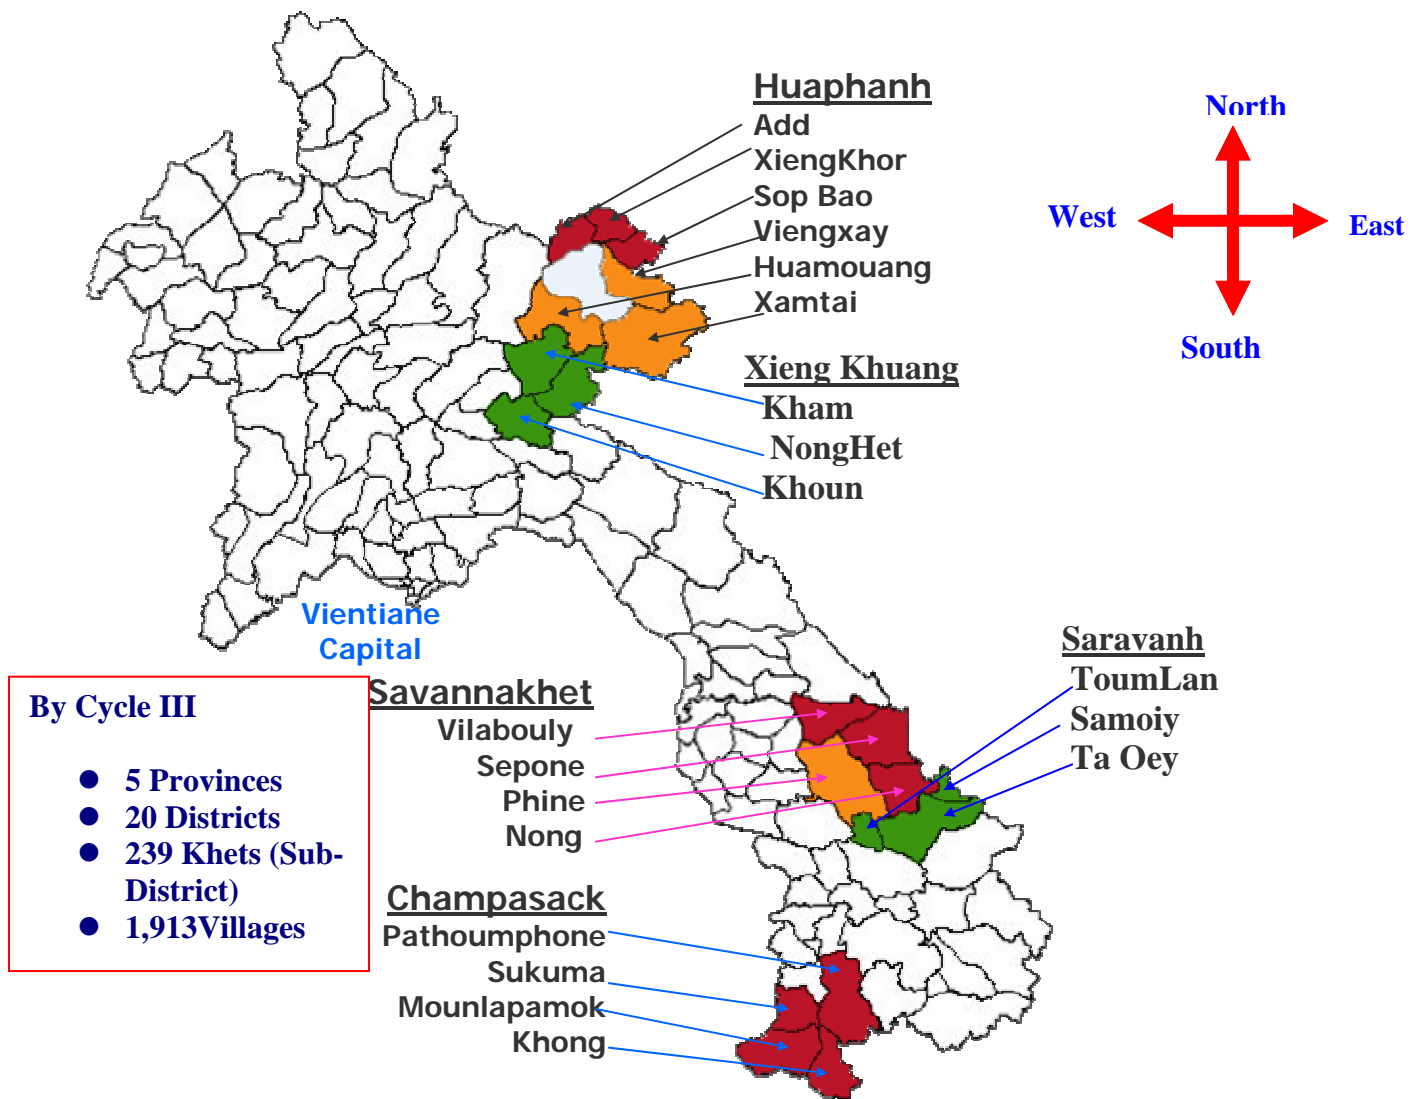 Huaphanh
Add
XiengKhor
Sop Bao
Viengxay
Huamouang
Xamtai
North
West
East
South
Xieng Khuang
Kham
NongHet
Khoun
Vientiane
Capital
By Cycle III
● 5 Provinces
● 20 Districts
● 239 Khets (Sub-
District)
● 1,913Villages
Savannakhet
Vilabouly
Sepone
Phine
Nong
Saravanh
ToumLan
Samoiy
Ta Oey
Champasack
Pathoumphone
Sukuma
Mounlapamok
Khong